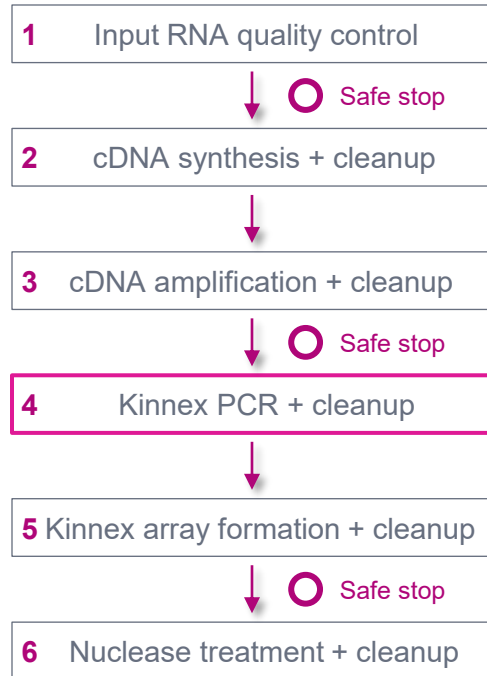 1 Input RNA quality control
Safe stop
2 cDNA synthesis + cleanup
3 cDNA amplification + cleanup
Safe stop
4 Kinnex PCR + cleanup
5 Kinnex array formation + cleanup
Safe stop
6 Nuclease treatment + cleanup